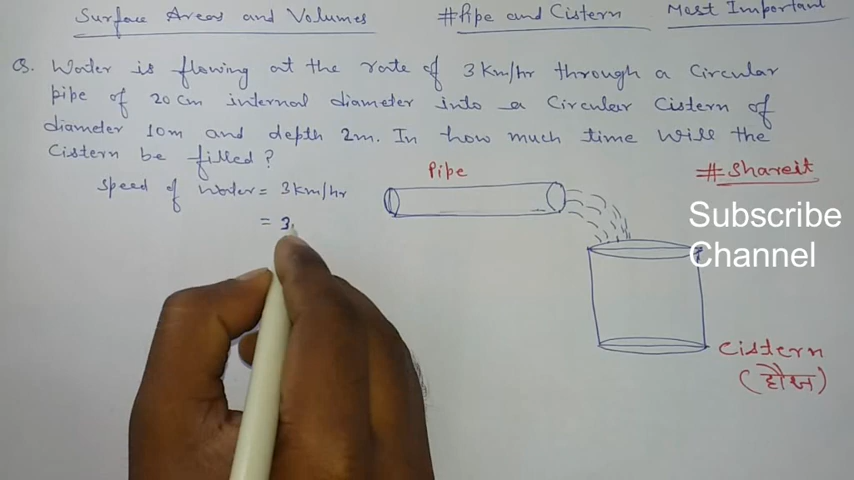 Surface Areas and Volumes #Pipe and Cistern Most Important
Q. Water is flowing at the rate of 3 Km/hr through a Circular
pipe of 20 Cm internal diameter into a Circular Cistern of
diameter 10m and depth 2m. In how much time will the
Cistern be filled?
Speed of Water = 3 km/hr
= 3
Pipe
#Shareit
Subscribe
Channel
Cistern
(हौज)